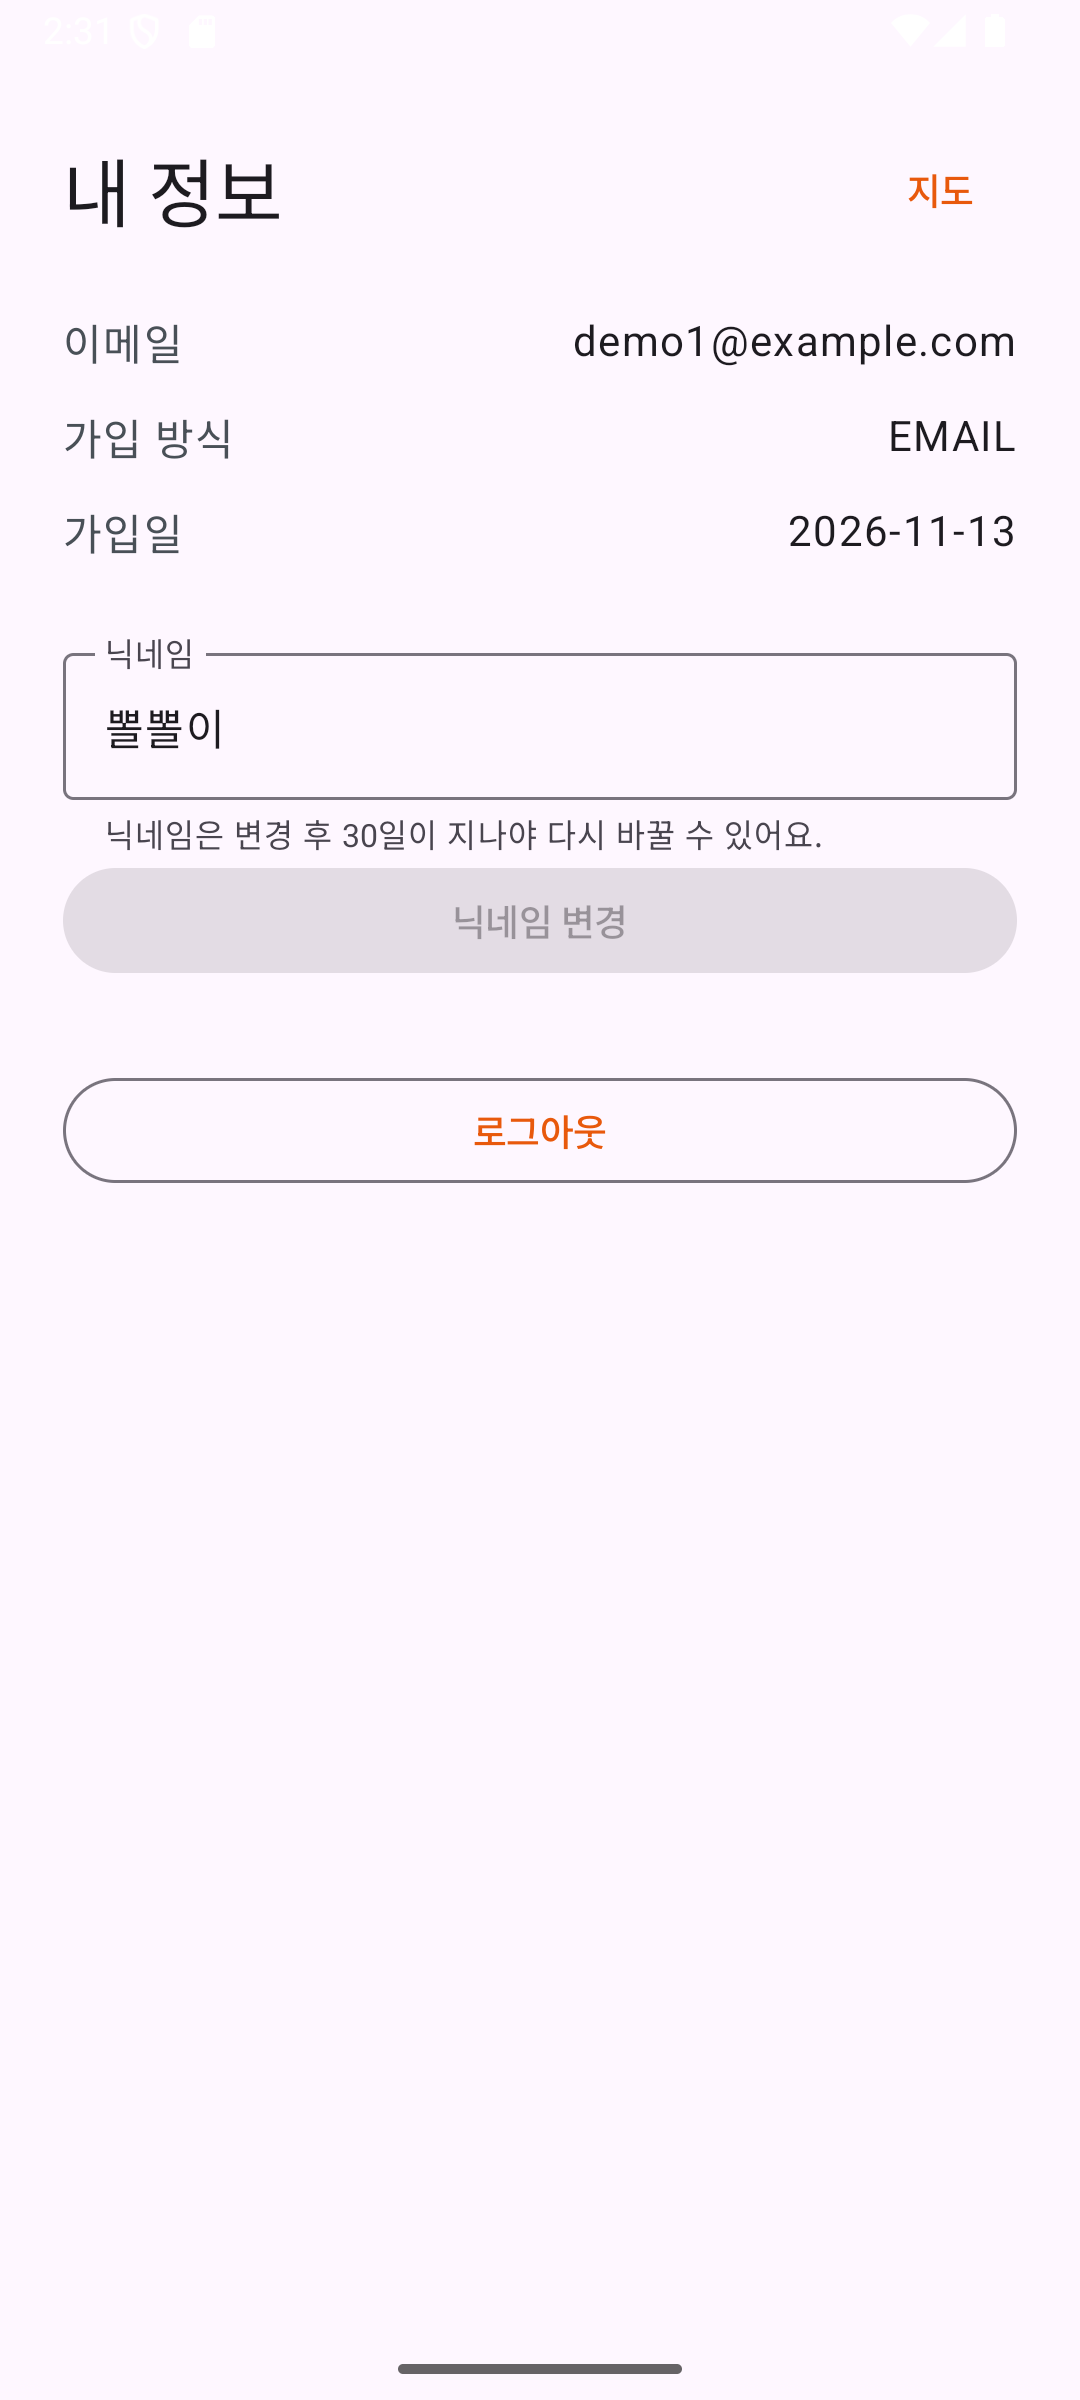 2:31
내 정보
지도
이메일 demo1@example.com
가입 방식 EMAIL
가입일 2026-11-13
닉네임
뽈뽈이
닉네임은 변경 후 30일이 지나야 다시 바꿀 수 있어요.
닉네임 변경
로그아웃